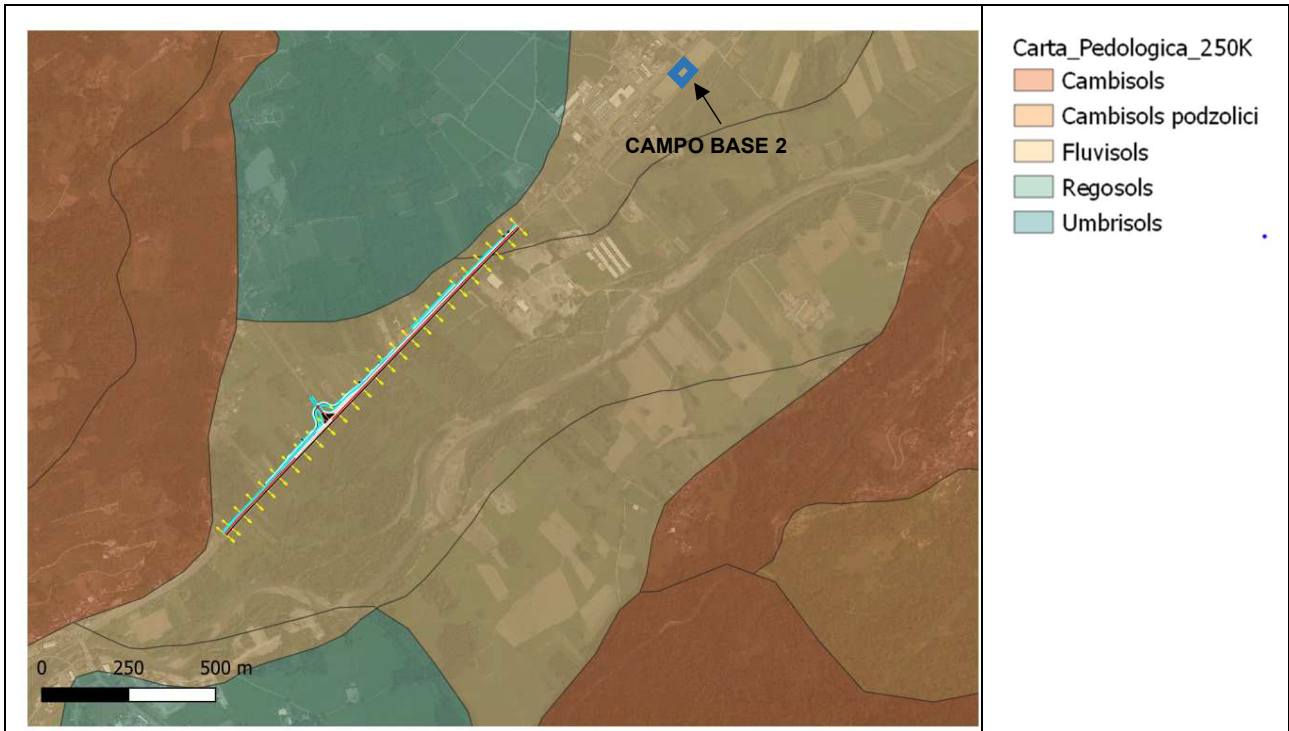 CAMPO BASE 2
0 250 500 m
Carta_Pedologica_250K
Cambisols
Cambisols podzolici
Fluvisols
Regosols
Umbrisols